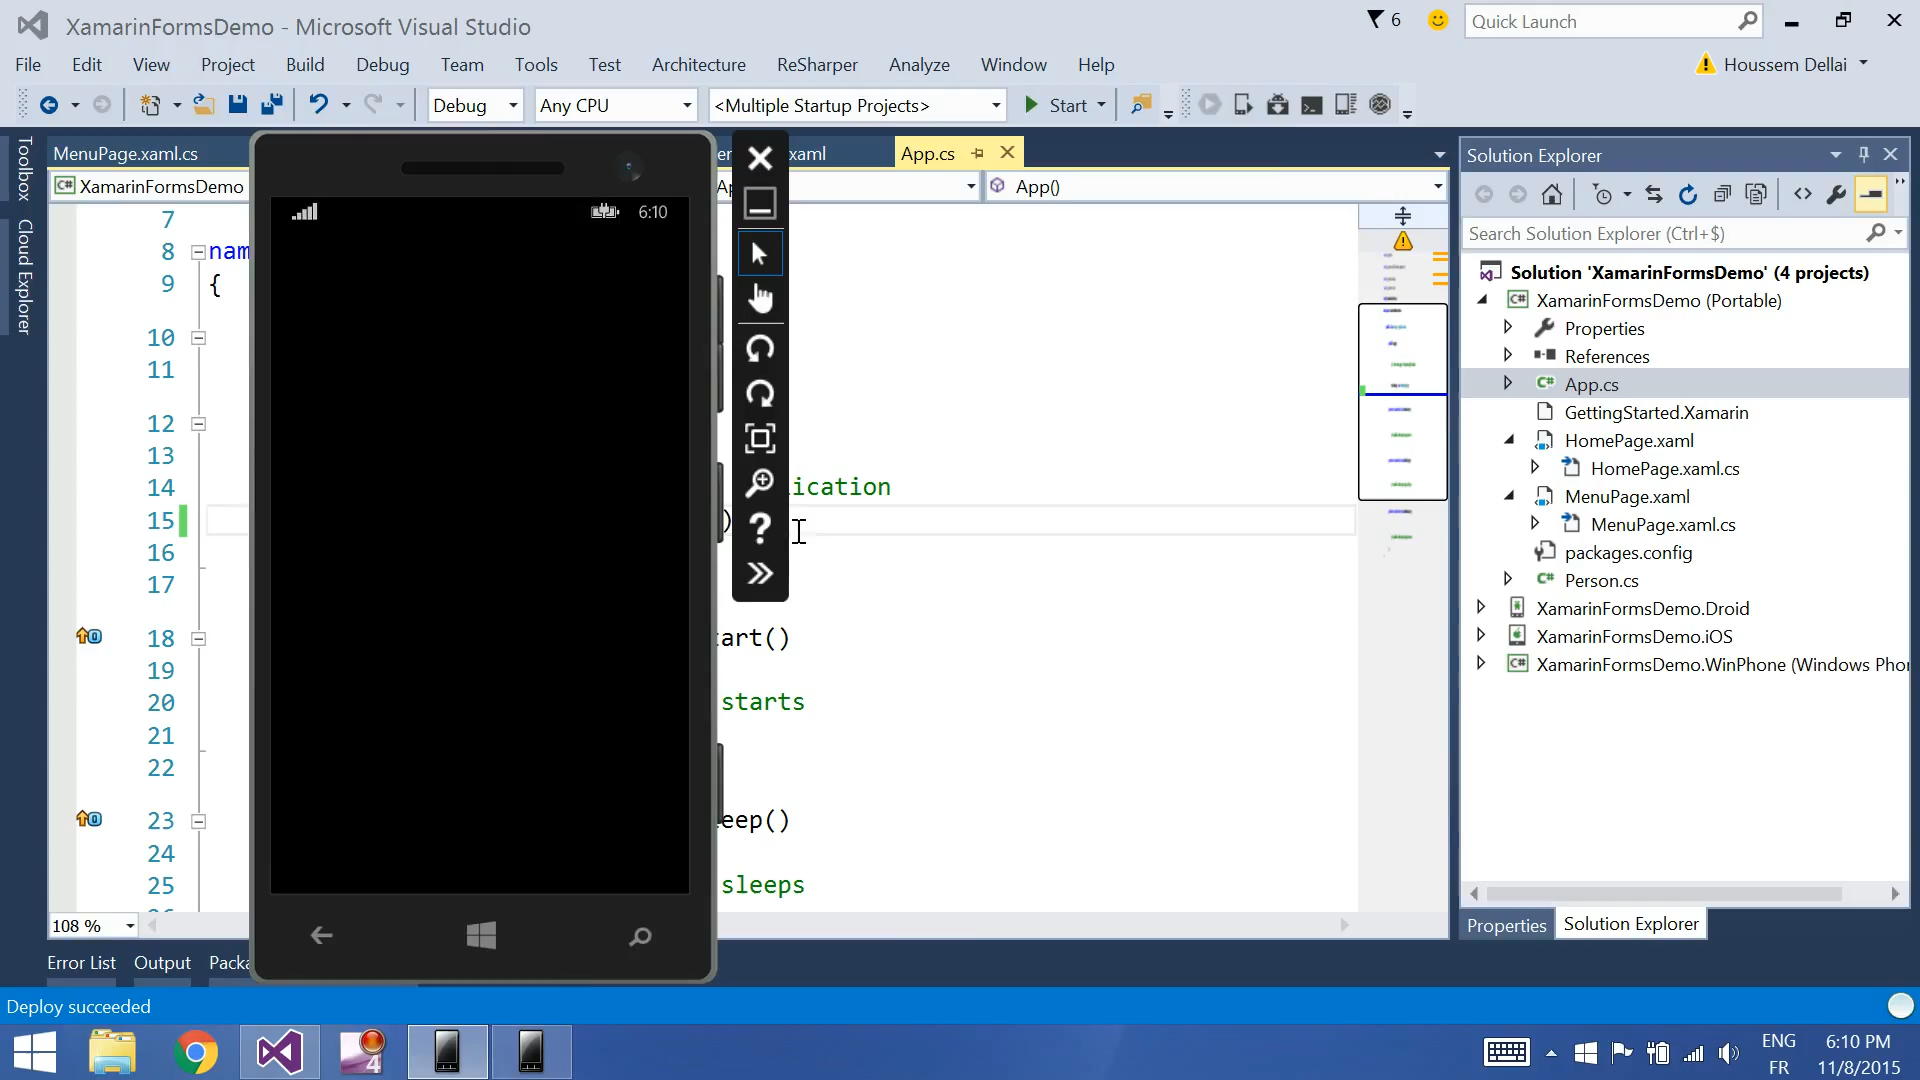 XamarinFormsDemo - Microsoft Visual Studio
6
Quick Launch
File Edit View Project Build Debug Team Tools Test Architecture ReSharper Analyze Window Help
Houssem Dellai
Debug
Any CPU
<Multiple Startup Projects>
Start
Toolbox
Cloud Explorer
MenuPage.xaml.cs
xaml
App.cs
XamarinFormsDemo
App()
7
8 nam
9 {
10
11
12
13
14 ication
15 )
16
17
18 tart()
19
20 starts
21
22
23 eep()
24
25 sleeps
108 %
6:10
Solution Explorer
Search Solution Explorer (Ctrl+$)
Solution 'XamarinFormsDemo' (4 projects)
XamarinFormsDemo (Portable)
Properties
References
App.cs
GettingStarted.Xamarin
HomePage.xaml
HomePage.xaml.cs
MenuPage.xaml
MenuPage.xaml.cs
packages.config
Person.cs
XamarinFormsDemo.Droid
XamarinFormsDemo.iOS
XamarinFormsDemo.WinPhone (Windows Pho
Properties
Solution Explorer
Error List Output Packa
Deploy succeeded
4
ENG
FR
6:10 PM
11/8/2015